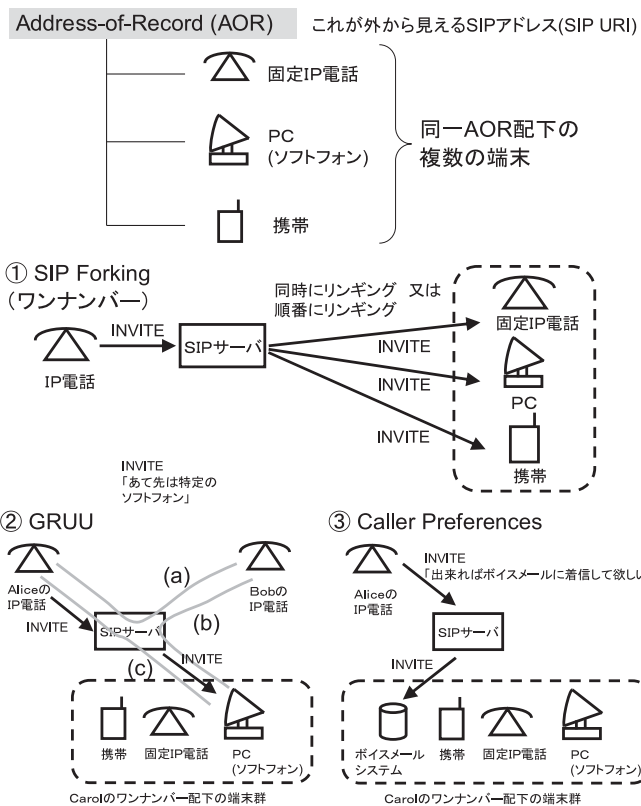 Address-of-Record (AOR)
これが外から見えるSIPアドレス(SIP URI)
固定IP電話
PC
(ソフトフォン)
携帯
同一AOR配下の
複数の端末
① SIP Forking
(ワンナンバー)
同時にリンギング 又は
順番にリンギング
INVITE
SIPサーバ
IP電話
INVITE
INVITE
INVITE
固定IP電話
PC
携帯
INVITE
「あて先は特定の
ソフトフォン」
② GRUU
Aliceの
IP電話
Bobの
IP電話
(a)
(b)
(c)
INVITE
SIPサーバ
INVITE
携帯
固定IP電話
PC
(ソフトフォン)
Carolのワンナンバー配下の端末群
③ Caller Preferences
Aliceの
IP電話
INVITE
「出来ればボイスメールに着信して欲しい
SIPサーバ
INVITE
ボイスメール
システム
携帯
固定IP電話
PC
(ソフトフォン)
Carolのワンナンバー配下の端末群